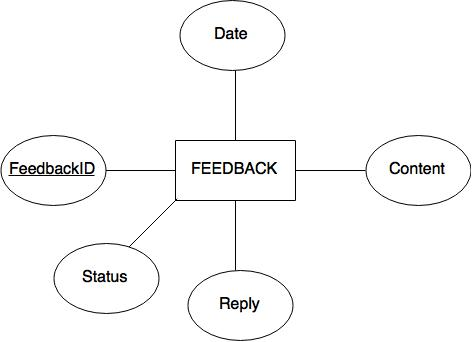 Date
FeedbackID
FEEDBACK
Content
Status
Reply